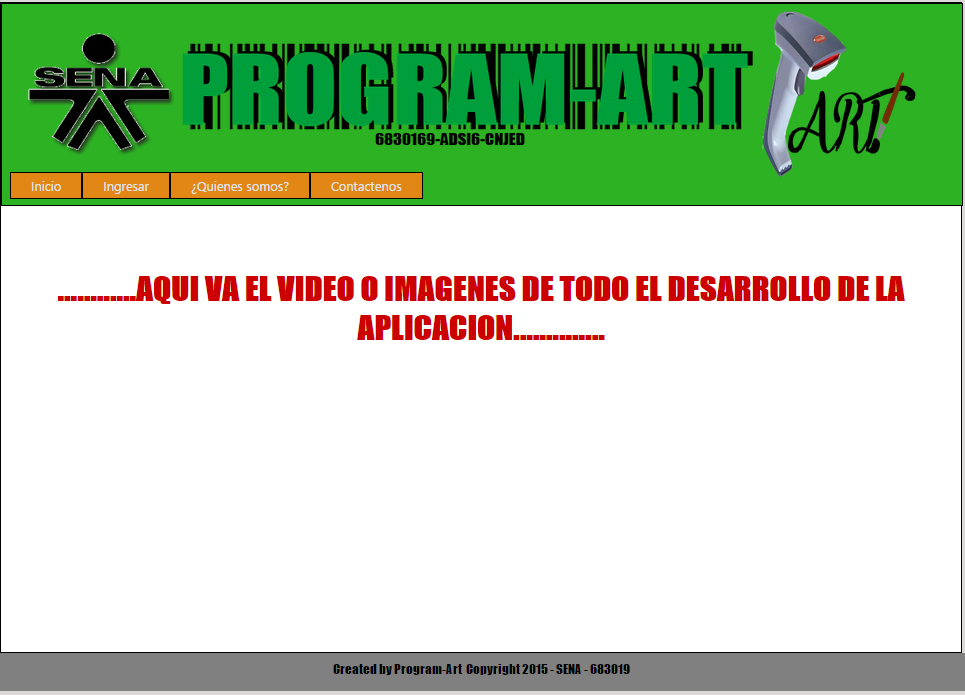 SENA
PROGRAM-ART
6830169-ADSI6-CNJED
ART
Inicio
Ingresar
¿Quienes somos?
Contactenos
............AQUI VA EL VIDEO O IMAGENES DE TODO EL DESARROLLO DE LA
APLICACION..............
Created by Program-Art Copyright 2015 - SENA - 683019